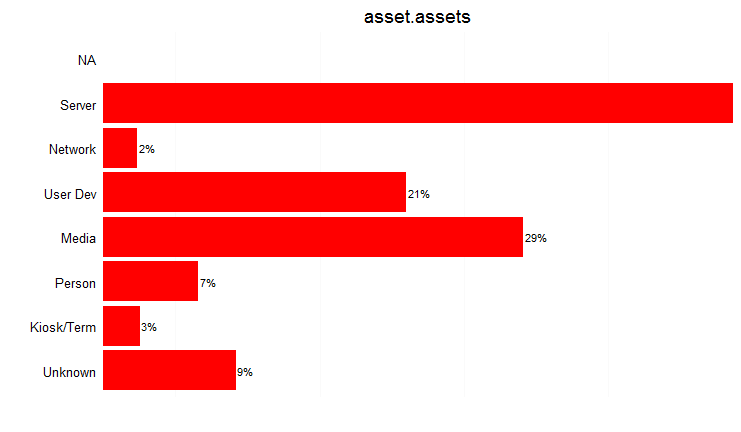 asset.assets
NA
Server
Network 2%
User Dev 21%
Media 29%
Person 7%
Kiosk/Term 3%
Unknown 9%